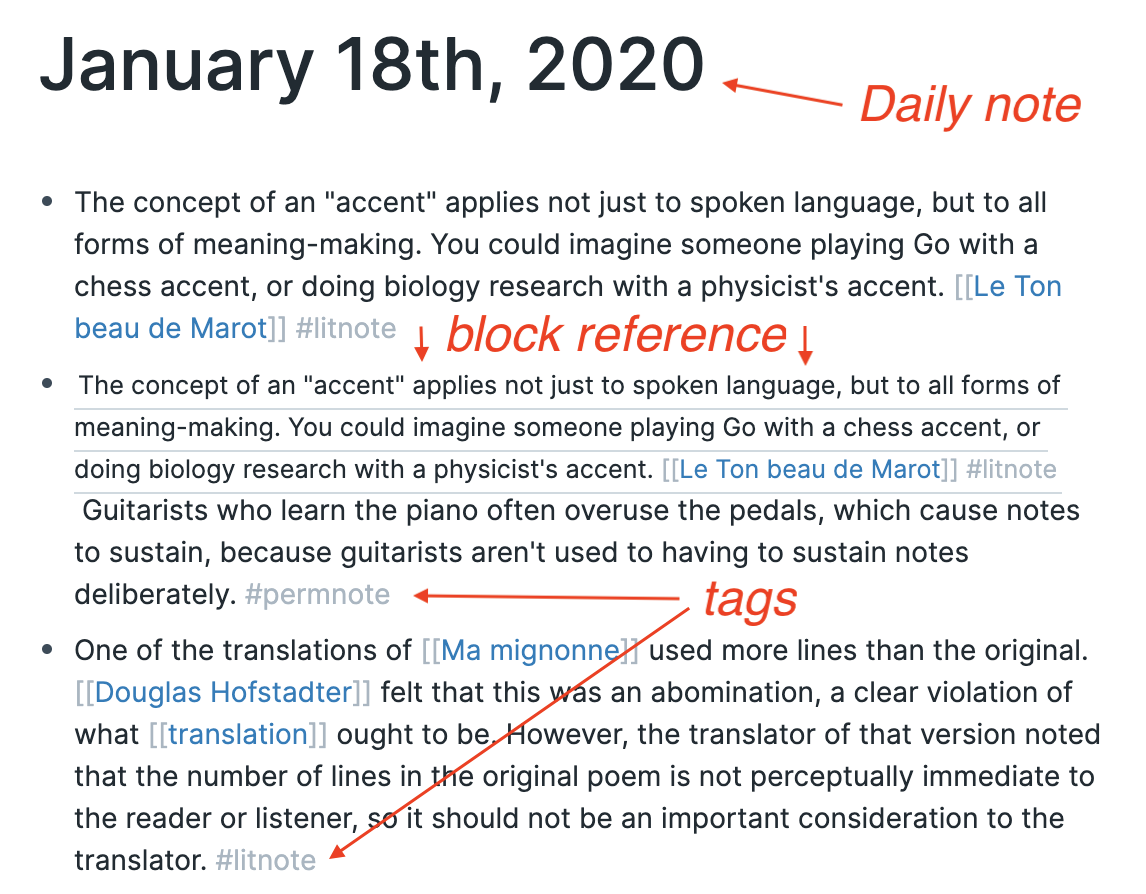 January 18th, 2020
Daily note
• The concept of an "accent" applies not just to spoken language, but to all
forms of meaning-making. You could imagine someone playing Go with a
chess accent, or doing biology research with a physicist's accent. [[Le Ton
beau de Marot]] #litnote
block reference
• The concept of an "accent" applies not just to spoken language, but to all forms of
meaning-making. You could imagine someone playing Go with a chess accent, or
doing biology research with a physicist's accent. [[Le Ton beau de Marot]] #litnote
Guitarists who learn the piano often overuse the pedals, which cause notes
to sustain, because guitarists aren't used to having to sustain notes
deliberately. #permnote
tags
• One of the translations of [[Ma mignonne]] used more lines than the original.
[[Douglas Hofstadter]] felt that this was an abomination, a clear violation of
what [[translation]] ought to be. However, the translator of that version noted
that the number of lines in the original poem is not perceptually immediate to
the reader or listener, so it should not be an important consideration to the
translator. #litnote